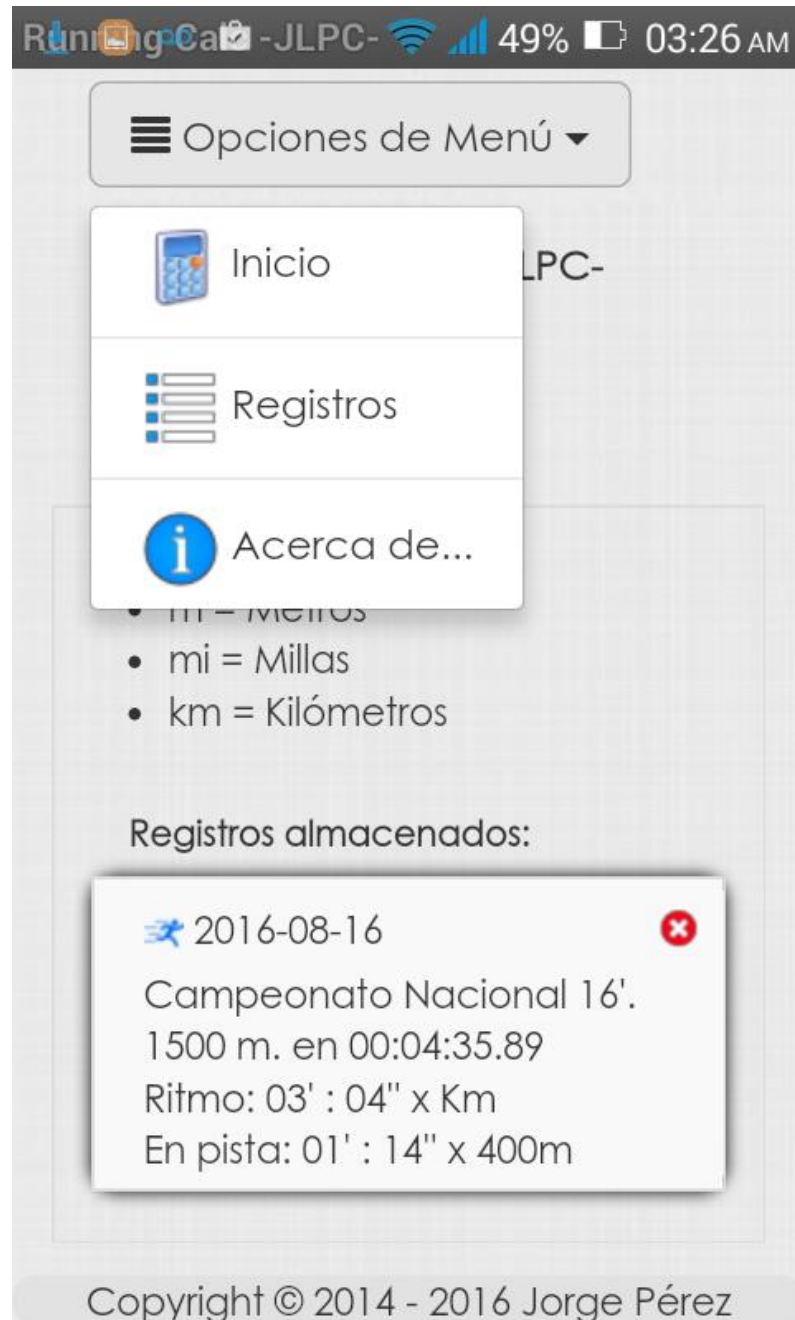 -JLPC- 49% 03:26 AM
Opciones de Menú
Inicio
LPC-
Registros
Acerca de...
m = Metros
mi = Millas
km = Kilómetros
Registros almacenados:
2016-08-16
Campeonato Nacional 16'.
1500 m. en 00:04:35.89
Ritmo: 03' : 04" x Km
En pista: 01' : 14" x 400m
Copyright © 2014 - 2016 Jorge Pérez